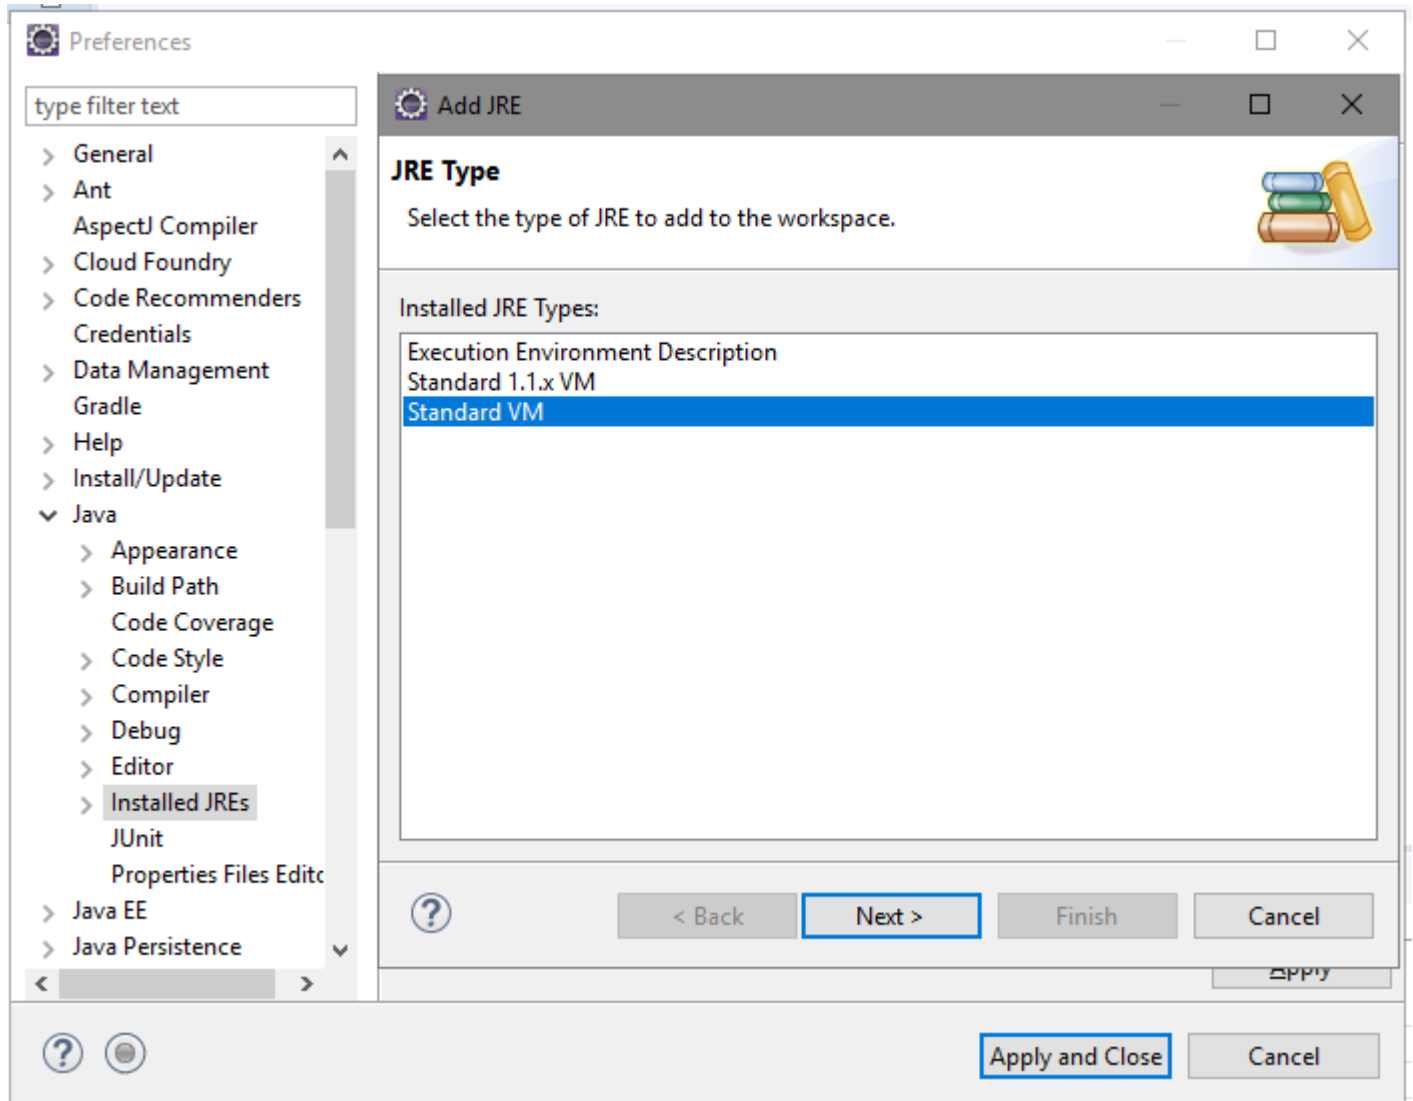 Preferences
type filter text
General
Ant
AspectJ Compiler
Cloud Foundry
Code Recommenders
Credentials
Data Management
Gradle
Help
Install/Update
Java
Appearance
Build Path
Code Coverage
Code Style
Compiler
Debug
Editor
Installed JREs
JUnit
Properties Files Edito
Java EE
Java Persistence
Add JRE
JRE Type
Select the type of JRE to add to the workspace.
Installed JRE Types:
Execution Environment Description
Standard 1.1.x VM
Standard VM
? < Back Next > Finish Cancel
Apply
? Apply and Close Cancel